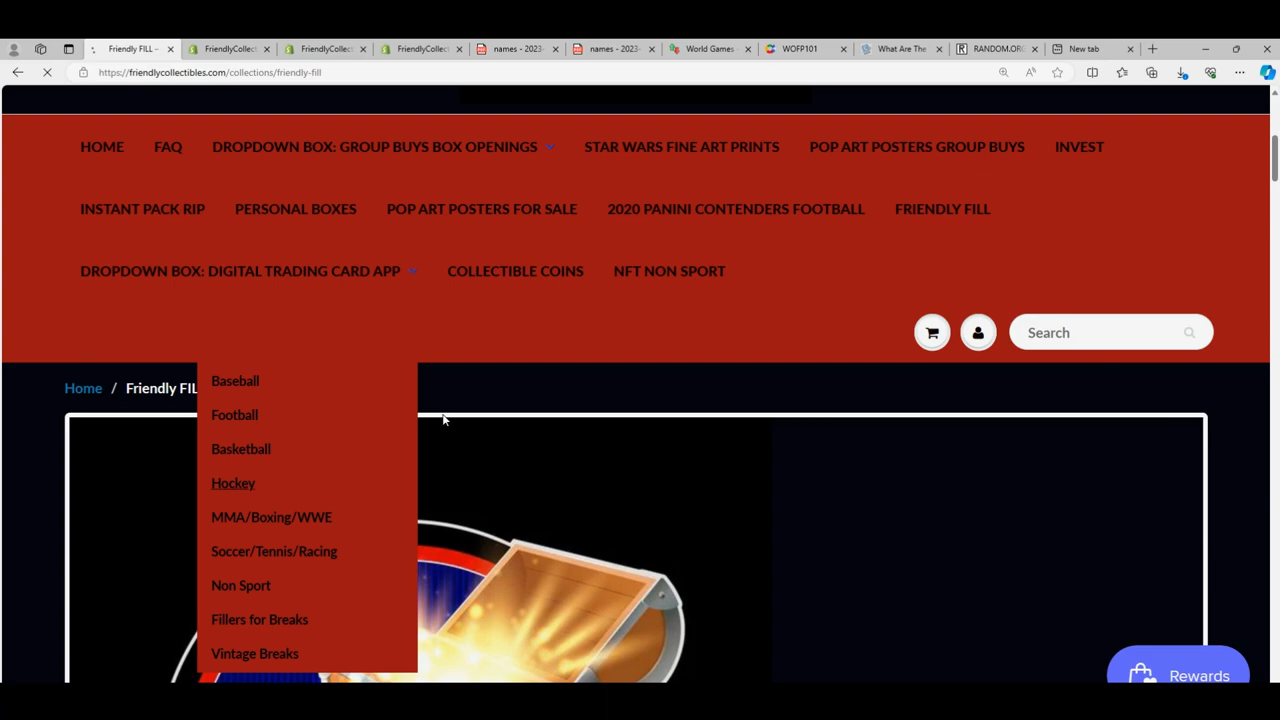 Friendly FILL –
FriendlyCollect
FriendlyCollect
FriendlyCollect
names - 2023-
names - 2023-
World Games -
WOFP101
What Are The
RANDOM.ORG
New tab
https://friendlycollectibles.com/collections/friendly-fill
HOME FAQ DROPDOWN BOX: GROUP BUYS BOX OPENINGS STAR WARS FINE ART PRINTS POP ART POSTERS GROUP BUYS INVEST
INSTANT PACK RIP PERSONAL BOXES POP ART POSTERS FOR SALE 2020 PANINI CONTENDERS FOOTBALL FRIENDLY FILL
DROPDOWN BOX: DIGITAL TRADING CARD APP COLLECTIBLE COINS NFT NON SPORT
Search
Home / Friendly FIL
Baseball
Football
Basketball
Hockey
MMA/Boxing/WWE
Soccer/Tennis/Racing
Non Sport
Fillers for Breaks
Vintage Breaks
Rewards